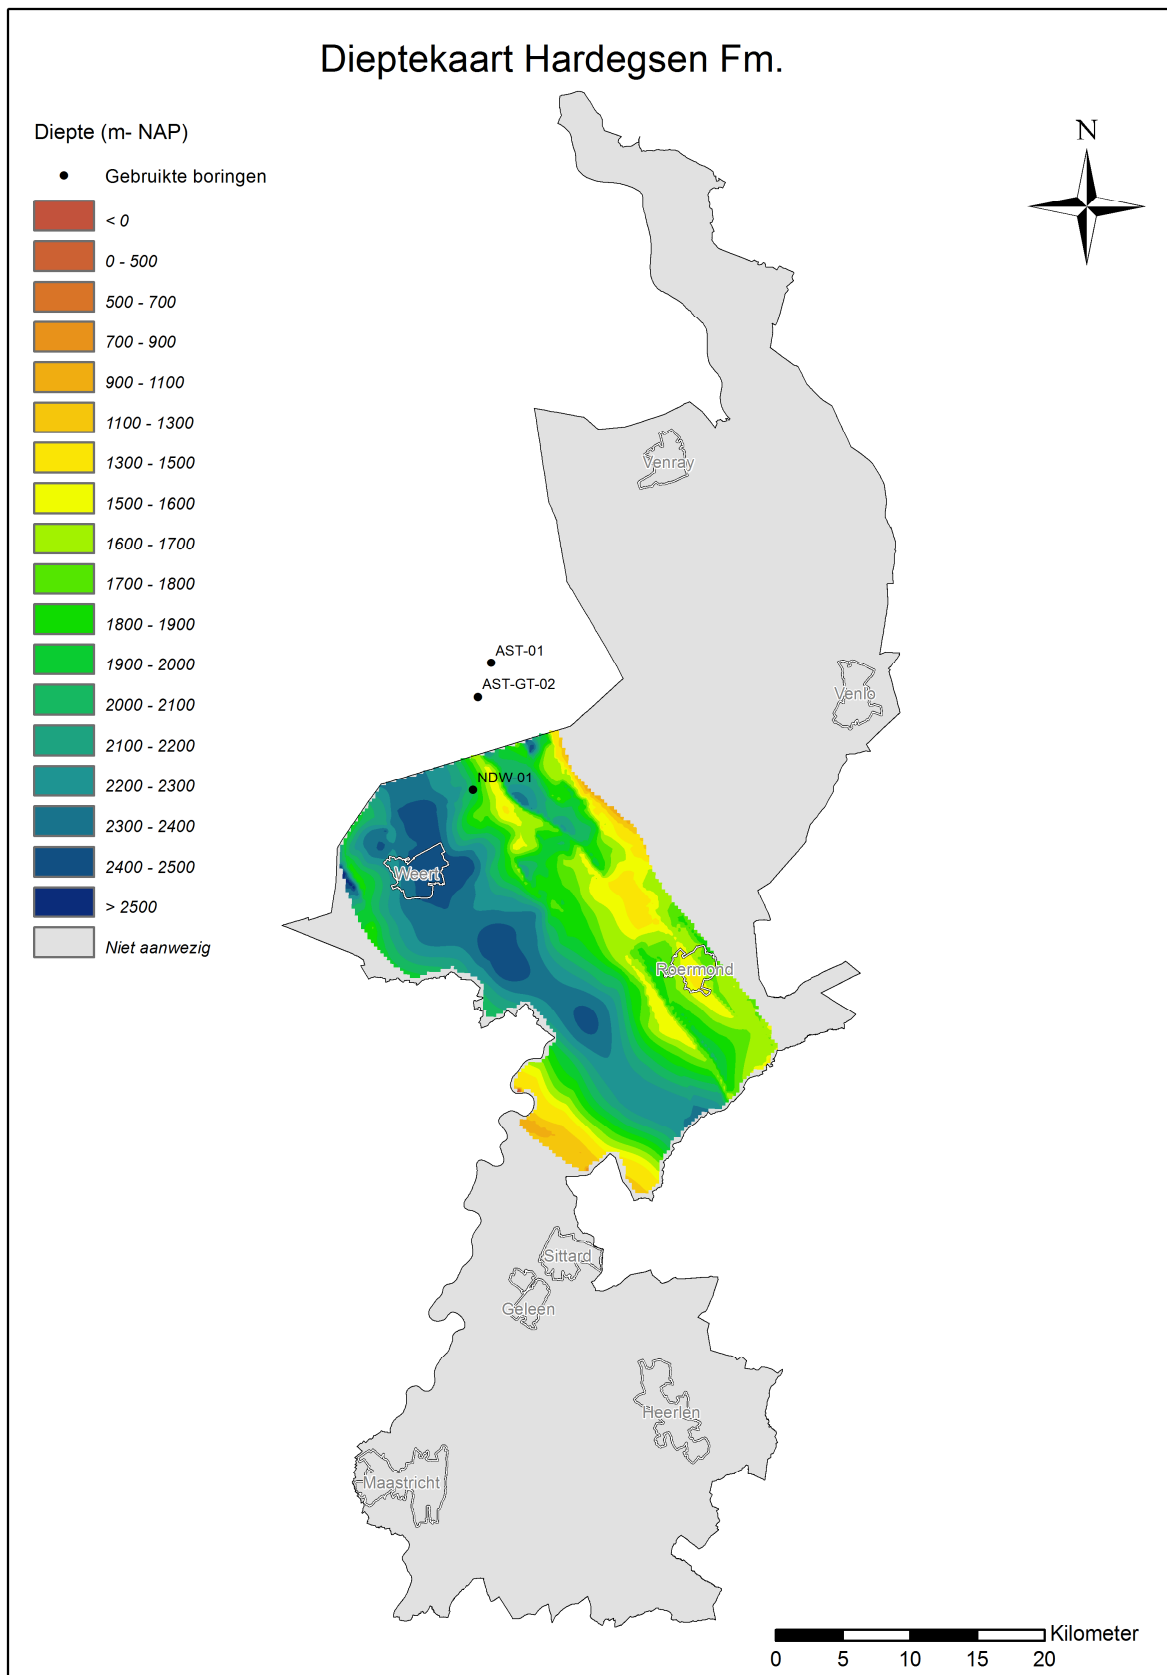 Dieptekaart Hardegsen Fm.
Diepte (m- NAP)
Gebruikte boringen
< 0
0 - 500
500 - 700
700 - 900
900 - 1100
1100 - 1300
1300 - 1500
1500 - 1600
1600 - 1700
1700 - 1800
1800 - 1900
1900 - 2000
2000 - 2100
2100 - 2200
2200 - 2300
2300 - 2400
2400 - 2500
> 2500
Niet aanwezig
N
Venray
AST-01
AST-GT-02
Venlo
NDW-01
Weert
Roermond
Sittard
Geleen
Heerlen
Maastricht
Kilometer
0 5 10 15 20